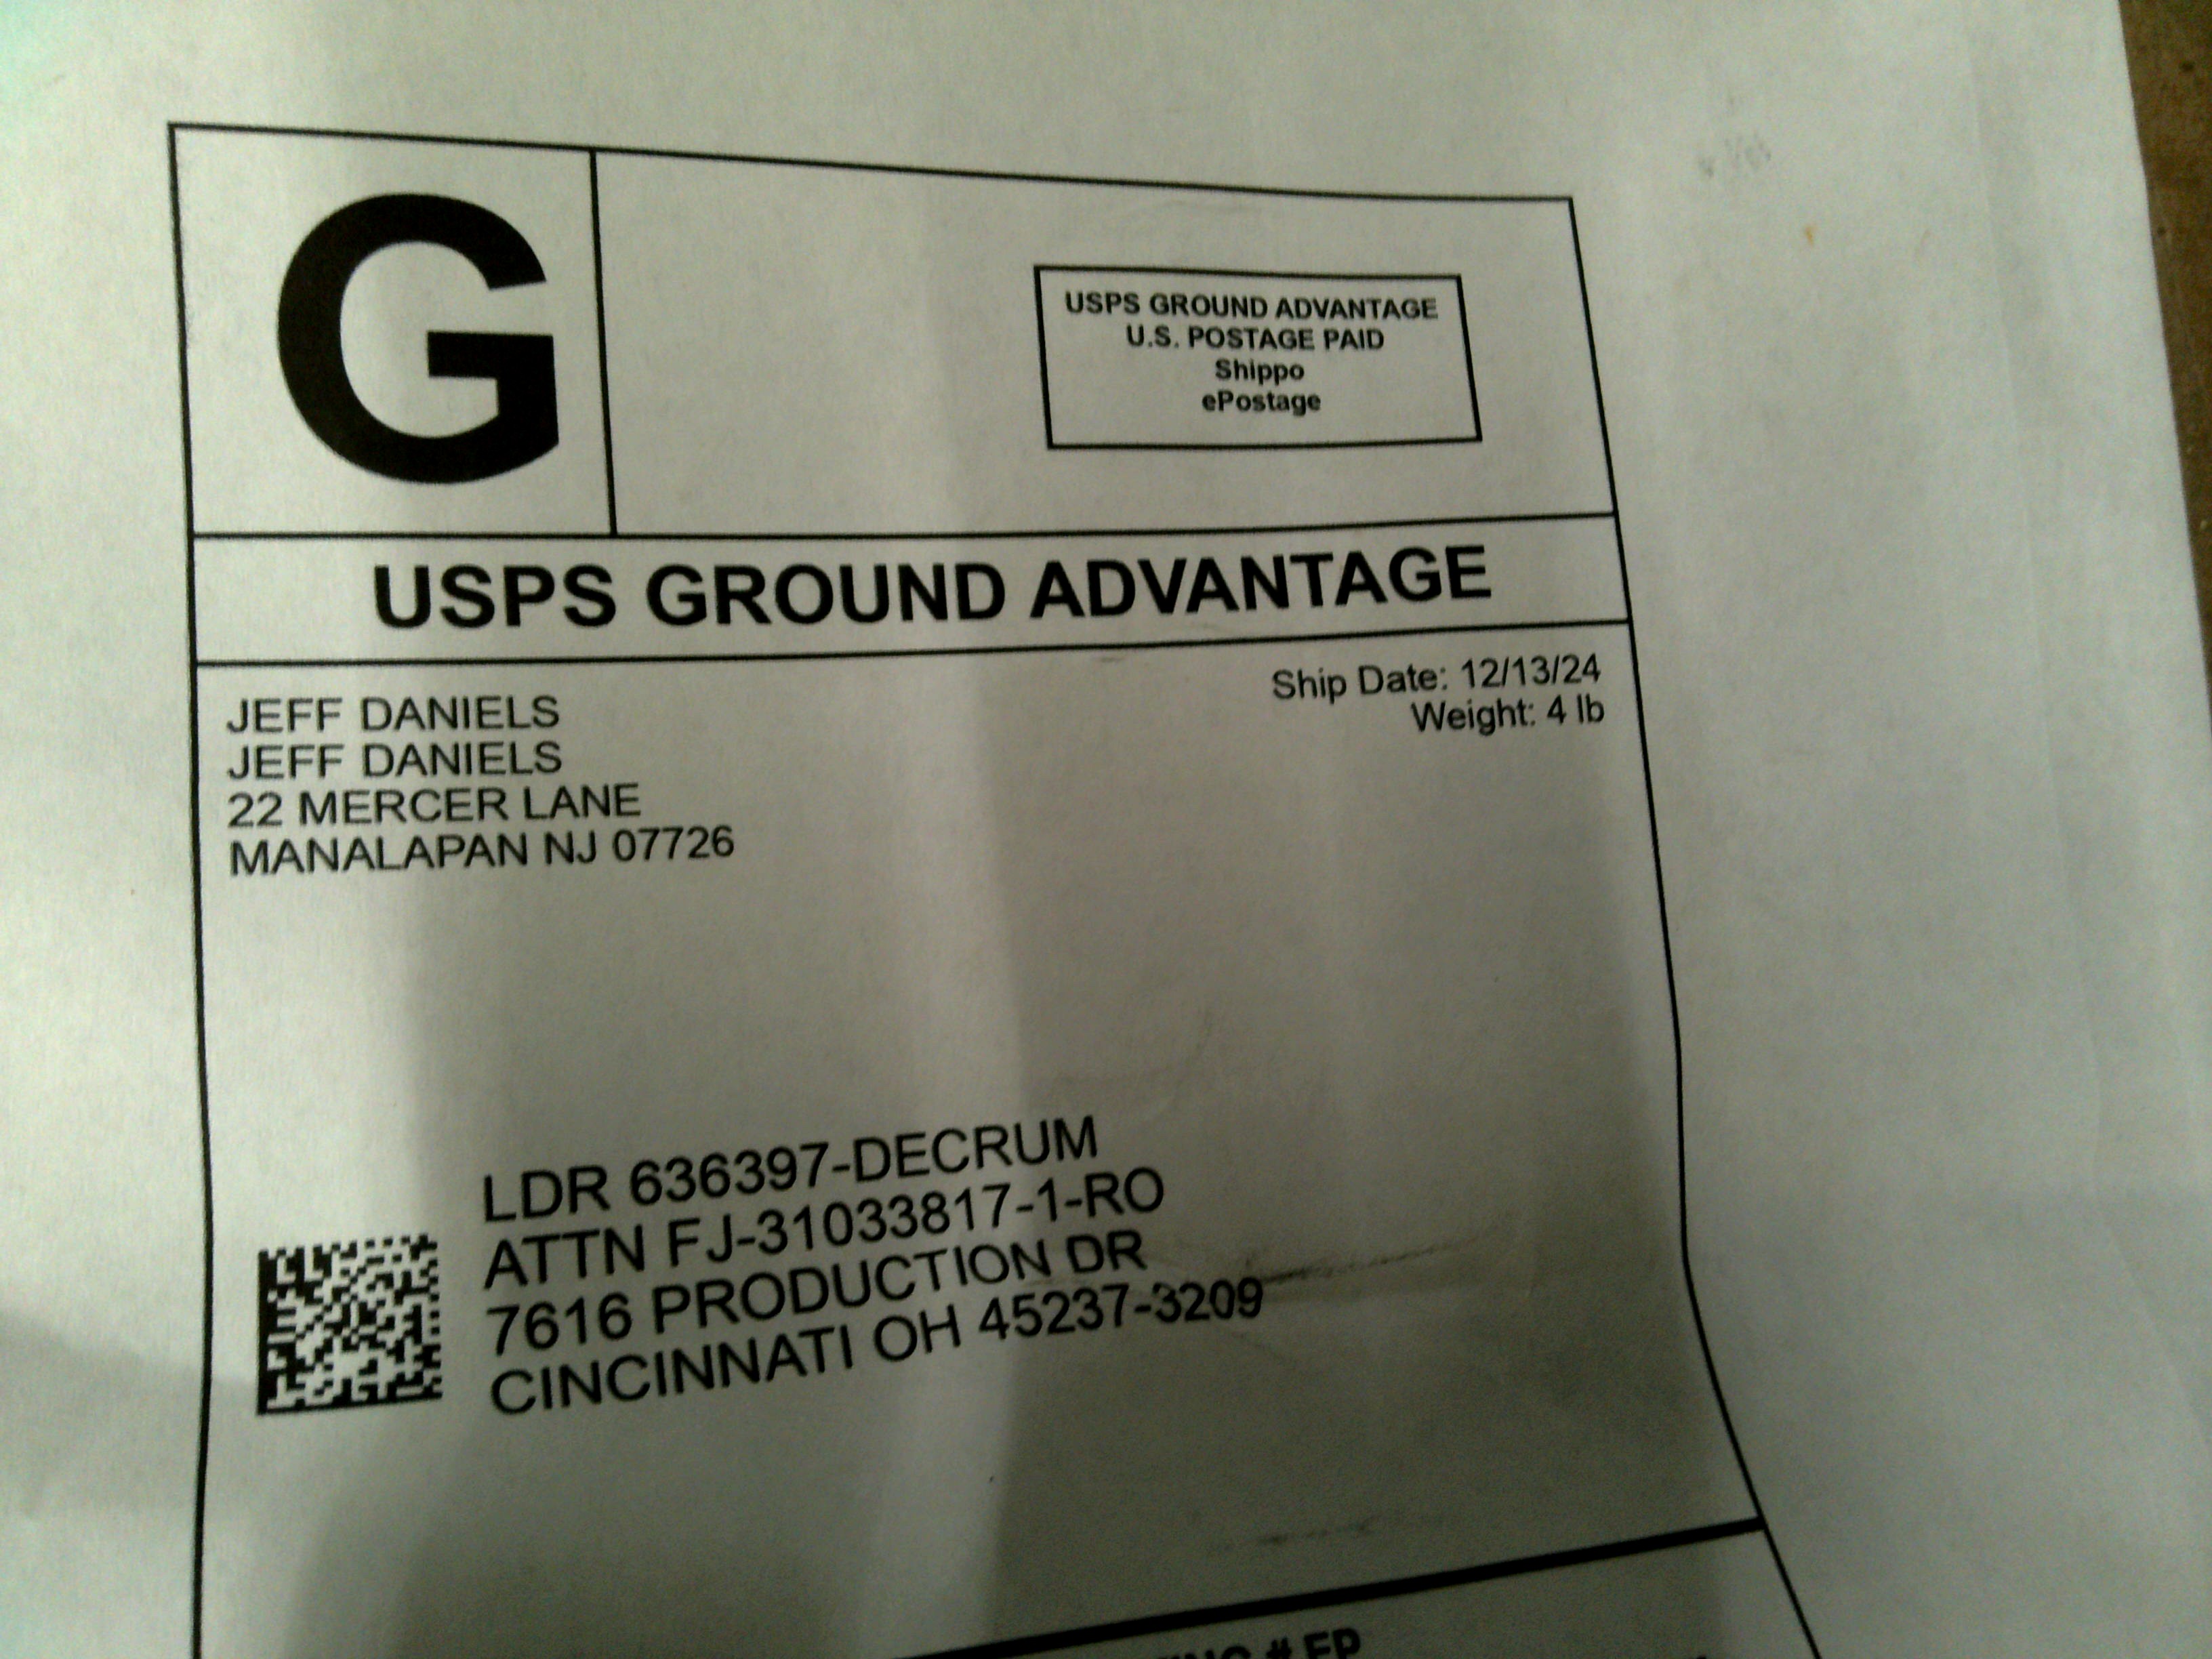 G
USPS GROUND ADVANTAGE
U.S. POSTAGE PAID
Shippo
ePostage
USPS GROUND ADVANTAGE
Ship Date: 12/13/24
Weight: 4 lb
JEFF DANIELS
JEFF DANIELS
22 MERCER LANE
MANALAPAN NJ 07726
LDR 636397-DECRUM
ATTN FJ-31033817-1-RO
7616 PRODUCTION DR
CINCINNATI OH 45237-3209
# EP